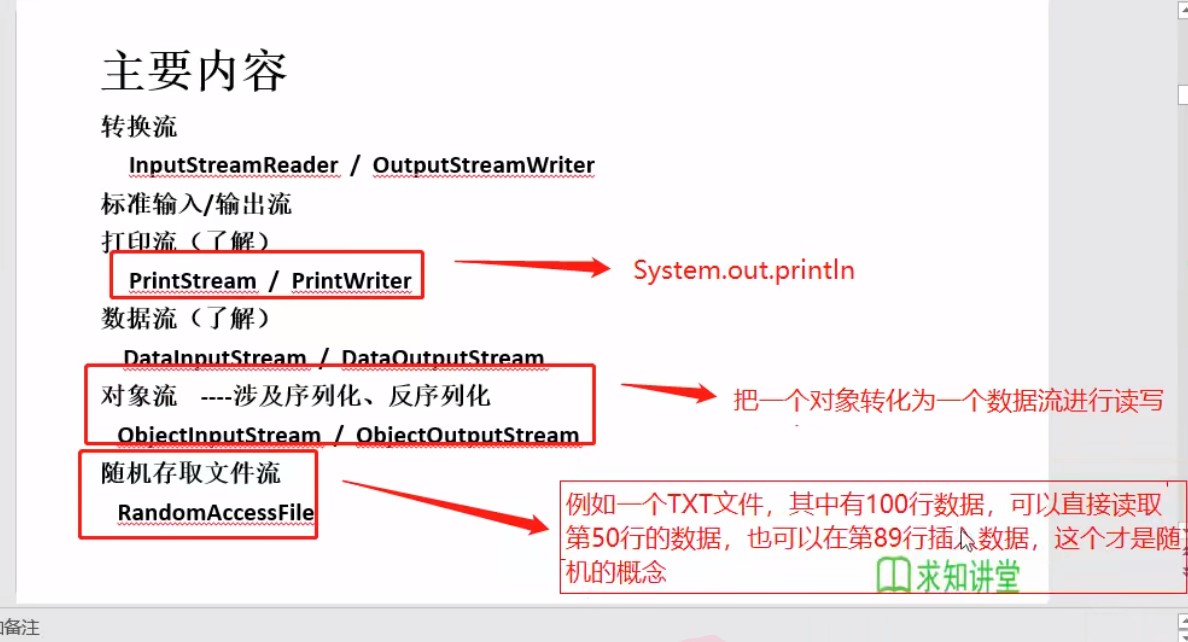 主要内容
转换流
InputStreamReader / OutputStreamWriter
标准输入/输出流
打印流（了解）
PrintStream / PrintWriter
System.out.println
数据流（了解）
DataInputStream / DataOutputStream
对象流 ----涉及序列化、反序列化
ObjectInputStream / ObjectOutputStream
把一个对象转化为一个数据流进行读写
随机存取文件流
RandomAccessFile
例如一个TXT文件，其中有100行数据，可以直接读取
第50行的数据，也可以在第89行插入数据，这个才是随
机的概念
求知讲堂
备注